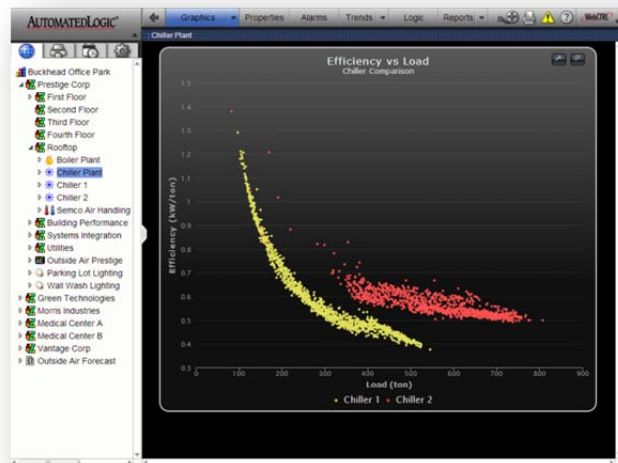 AUTOMATEDLOGIC®
Graphics Properties Alarms Trends Logic Reports WebCTRL
: Chiller Plant
Buckhead Office Park
Prestige Corp
First Floor
Second Floor
Third Floor
Fourth Floor
Rooftop
Boiler Plant
Chiller Plant
Chiller 1
Chiller 2
Semco Air Handling
Building Performance
Systems Integration
Utilities
Outside Air Prestige
Parking Lot Lighting
Wall Wash Lighting
Green Technologies
Morris Industries
Medical Center A
Medical Center B
Vantage Corp
Outside Air Forecast
Efficiency vs Load
Chiller Comparison
Efficiency (kW/ton)
1.5
1.4
1.3
1.2
1.1
1
0.9
0.8
0.7
0.6
0.5
0.4
0.3
0 100 200 300 400 500 600 700 800 900
Load (ton)
Chiller 1 Chiller 2